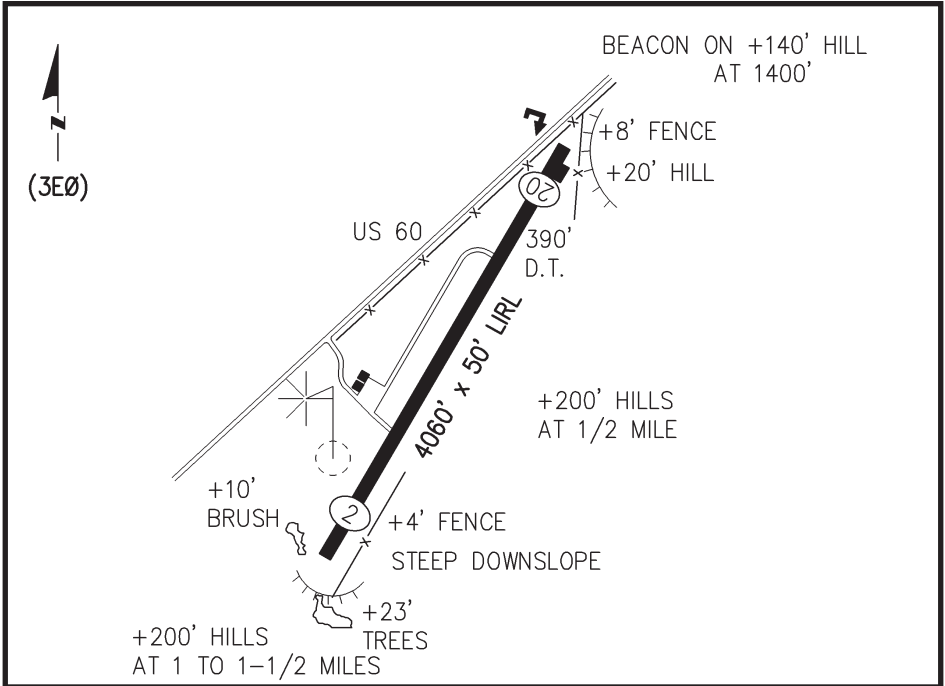 BEACON ON +140' HILL
AT 1400'
N
(3EØ)
+8' FENCE
+20' HILL
20
US 60
390'
D.T.
4060' x 50' LIRL
+200' HILLS
AT 1/2 MILE
+10'
BRUSH
2
+4' FENCE
STEEP DOWNSLOPE
+23'
TREES
+200' HILLS
AT 1 TO 1-1/2 MILES